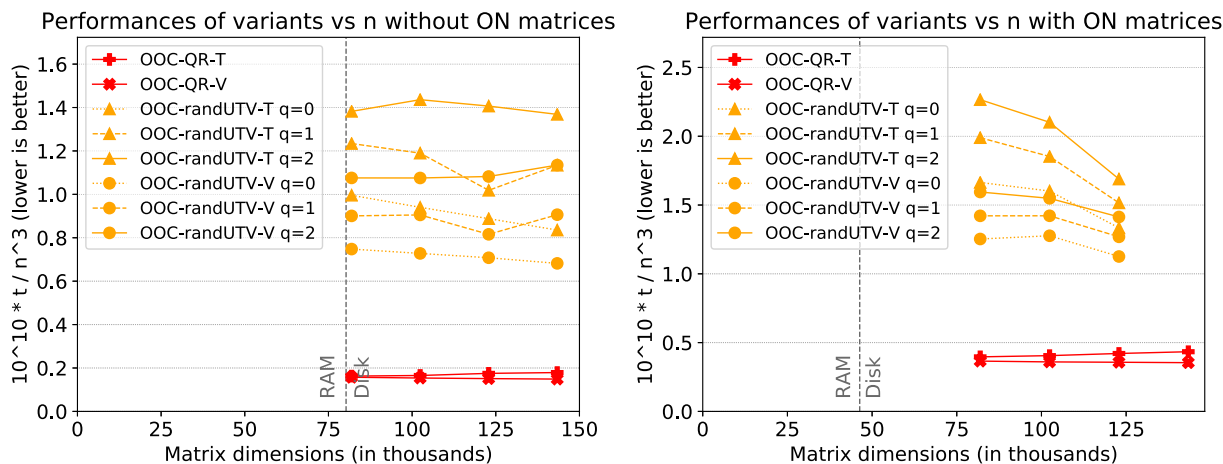 Performances of variants vs n without ON matrices
10^10 * t / n^3 (lower is better)
1.6
1.4
1.2
1.0
0.8
0.6
0.4
0.2
0.0
OOC-QR-T
OOC-QR-V
OOC-randUTV-T q=0
OOC-randUTV-T q=1
OOC-randUTV-T q=2
OOC-randUTV-V q=0
OOC-randUTV-V q=1
OOC-randUTV-V q=2
RAM
Disk
0 25 50 75 100 125 150
Matrix dimensions (in thousands)
Performances of variants vs n with ON matrices
10^10 * t / n^3 (lower is better)
2.5
2.0
1.5
1.0
0.5
0.0
OOC-QR-T
OOC-QR-V
OOC-randUTV-T q=0
OOC-randUTV-T q=1
OOC-randUTV-T q=2
OOC-randUTV-V q=0
OOC-randUTV-V q=1
OOC-randUTV-V q=2
RAM
Disk
0 25 50 75 100 125
Matrix dimensions (in thousands)